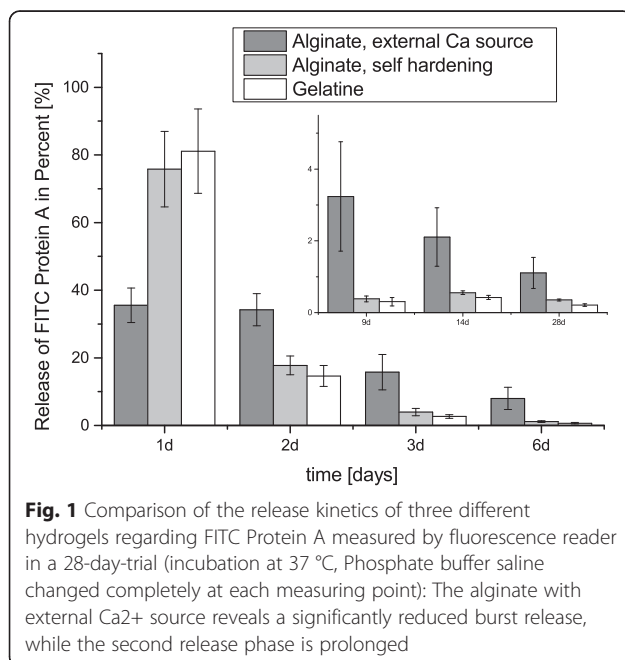 Alginate, external Ca source
Alginate, self hardening
Gelatine
Release of FITC Protein A in Percent [%]
100
80
60
40
20
0
4
2
0
9d 14d 28d
1d 2d 3d 6d
time [days]
Fig. 1 Comparison of the release kinetics of three different
hydrogels regarding FITC Protein A measured by fluorescence reader
in a 28-day-trial (incubation at 37 °C, Phosphate buffer saline
changed completely at each measuring point): The alginate with
external Ca2+ source reveals a significantly reduced burst release,
while the second release phase is prolonged